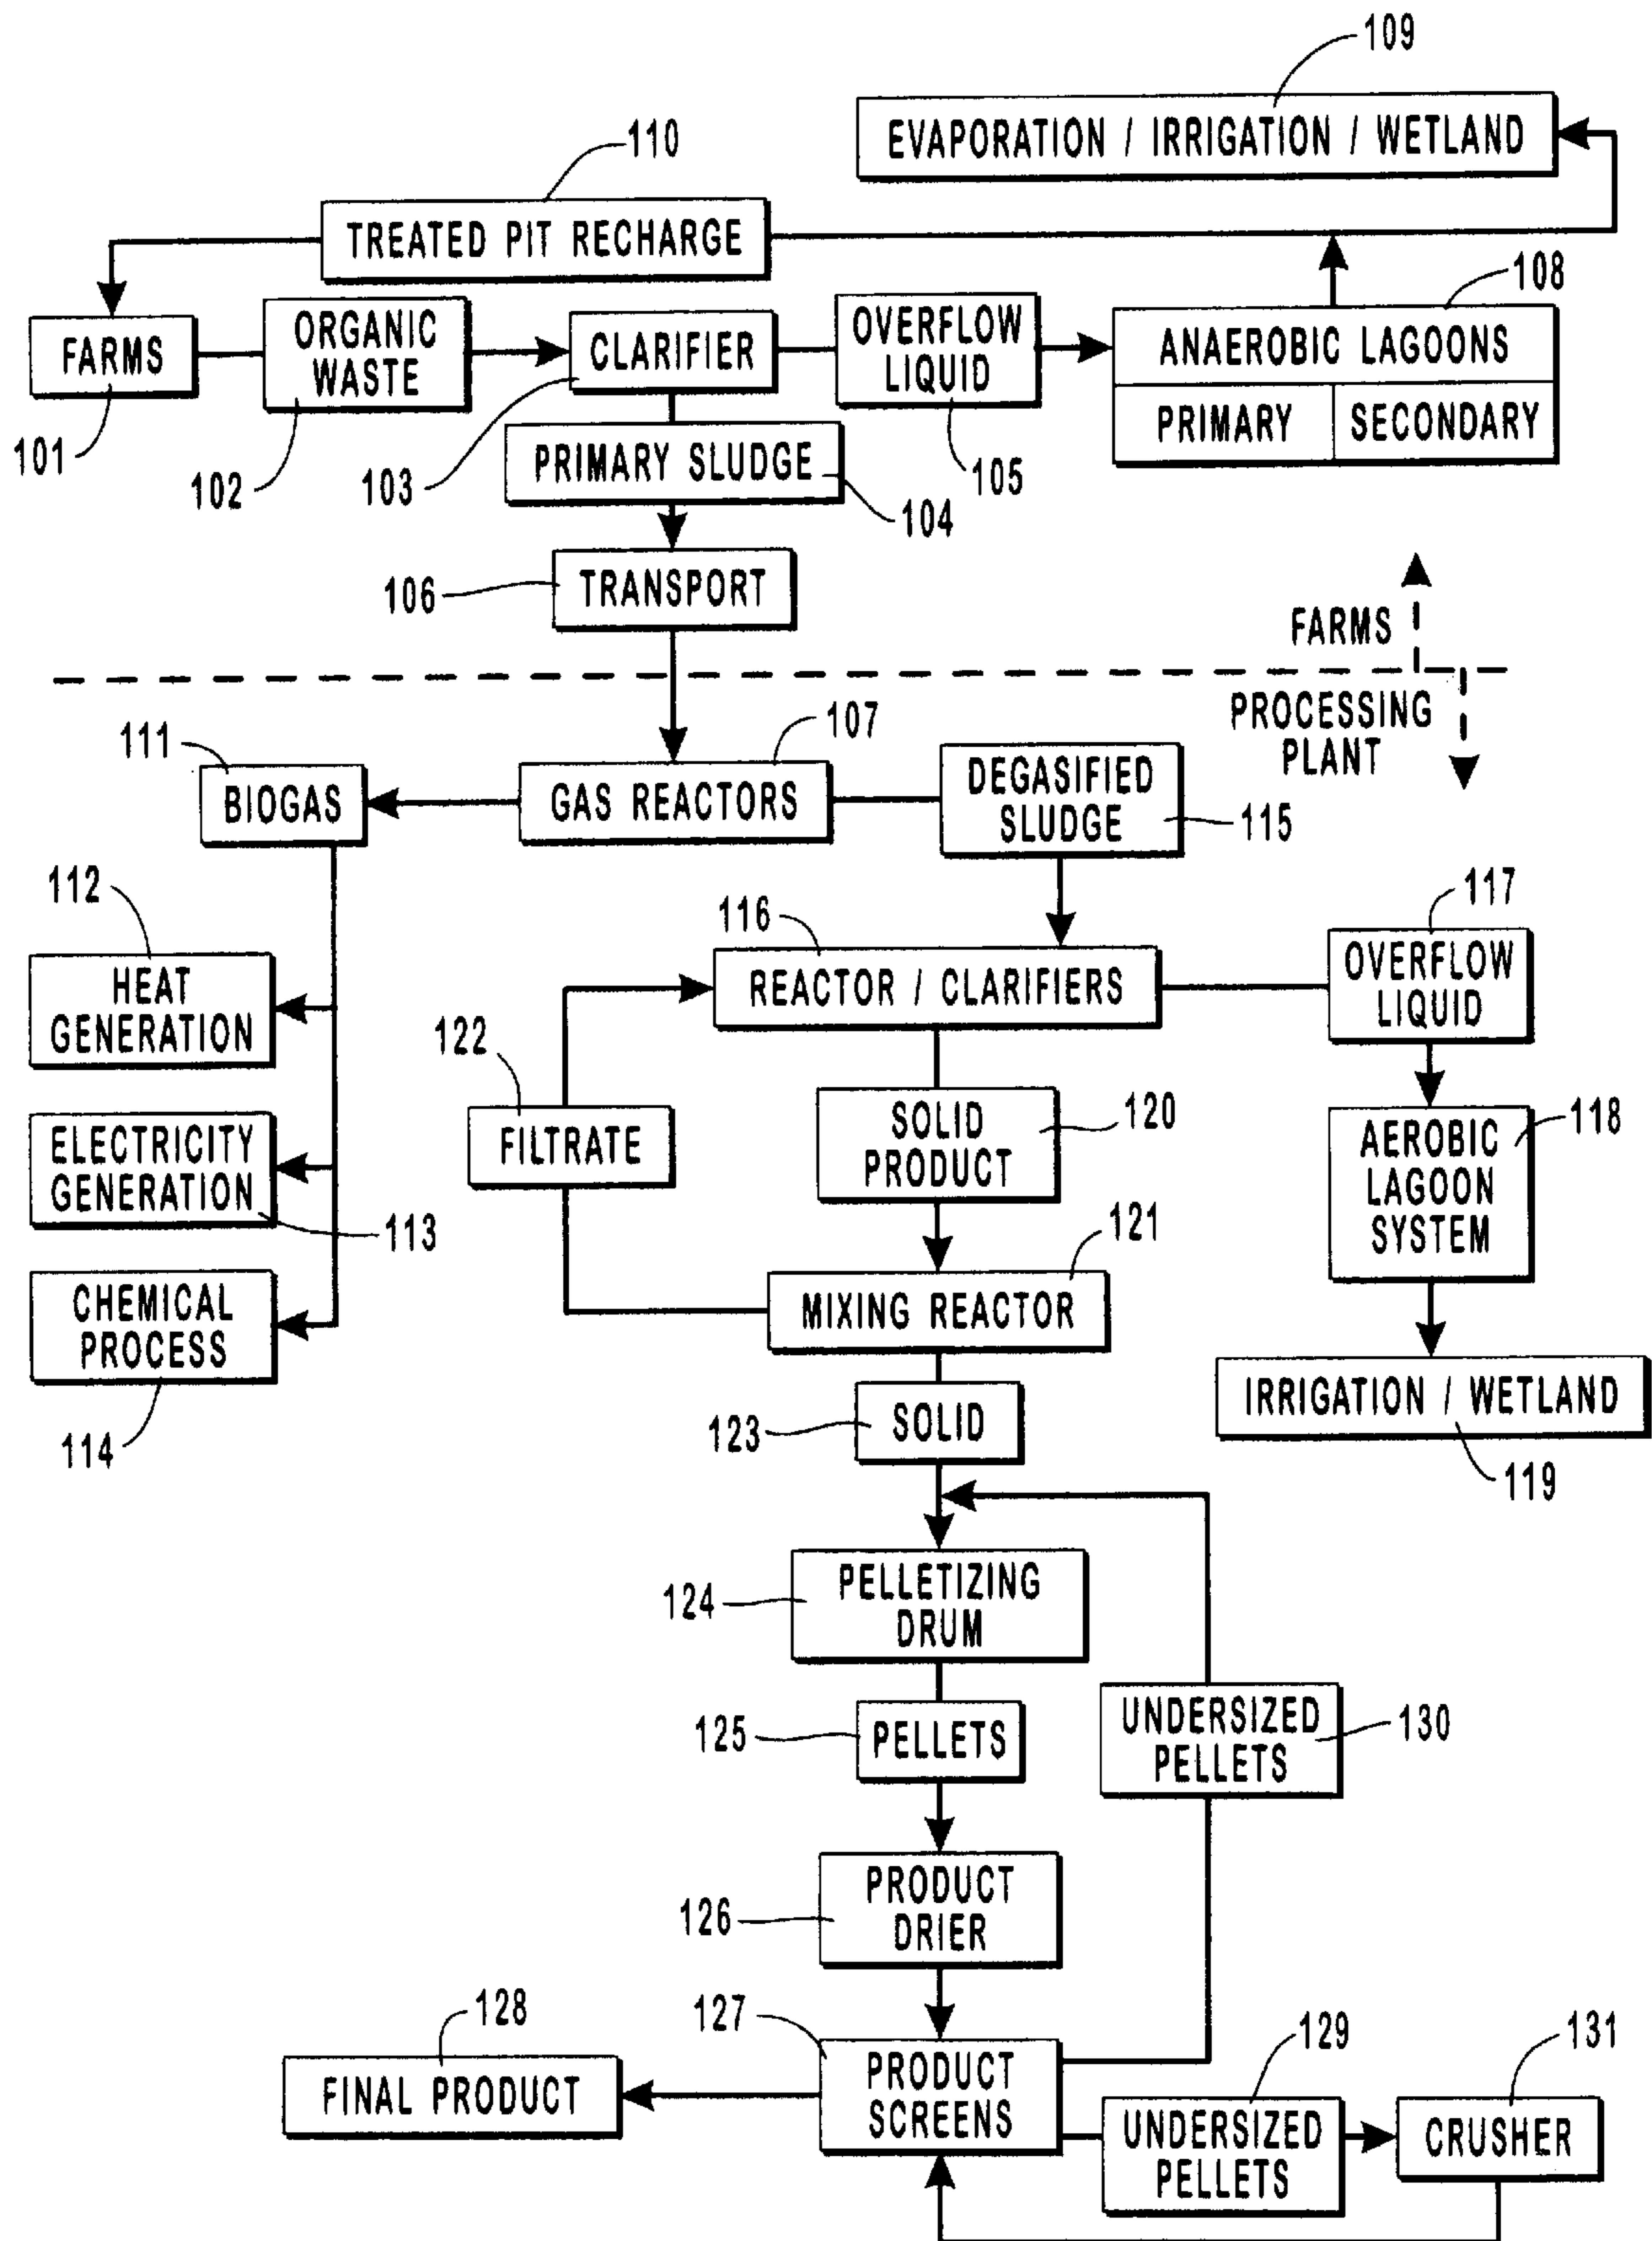 109
EVAPORATION / IRRIGATION / WETLAND
110
TREATED PIT RECHARGE
108
FARMS
ORGANIC
WASTE
CLARIFIER
OVERFLOW
LIQUID
ANAEROBIC LAGOONS
PRIMARY
SECONDARY
101
102
103
PRIMARY SLUDGE
104
105
106
TRANSPORT
FARMS
PROCESSING
PLANT
111
BIOGAS
107
GAS REACTORS
DEGASIFIED
SLUDGE
115
112
HEAT
GENERATION
116
REACTOR / CLARIFIERS
117
OVERFLOW
LIQUID
122
FILTRATE
SOLID
PRODUCT
120
118
AEROBIC
LAGOON
SYSTEM
ELECTRICITY
GENERATION
113
121
MIXING REACTOR
CHEMICAL
PROCESS
114
123
SOLID
IRRIGATION / WETLAND
119
124
PELLETIZING
DRUM
125
PELLETS
UNDERSIZED
PELLETS
130
126
PRODUCT
DRIER
128
FINAL PRODUCT
127
PRODUCT
SCREENS
129
UNDERSIZED
PELLETS
131
CRUSHER